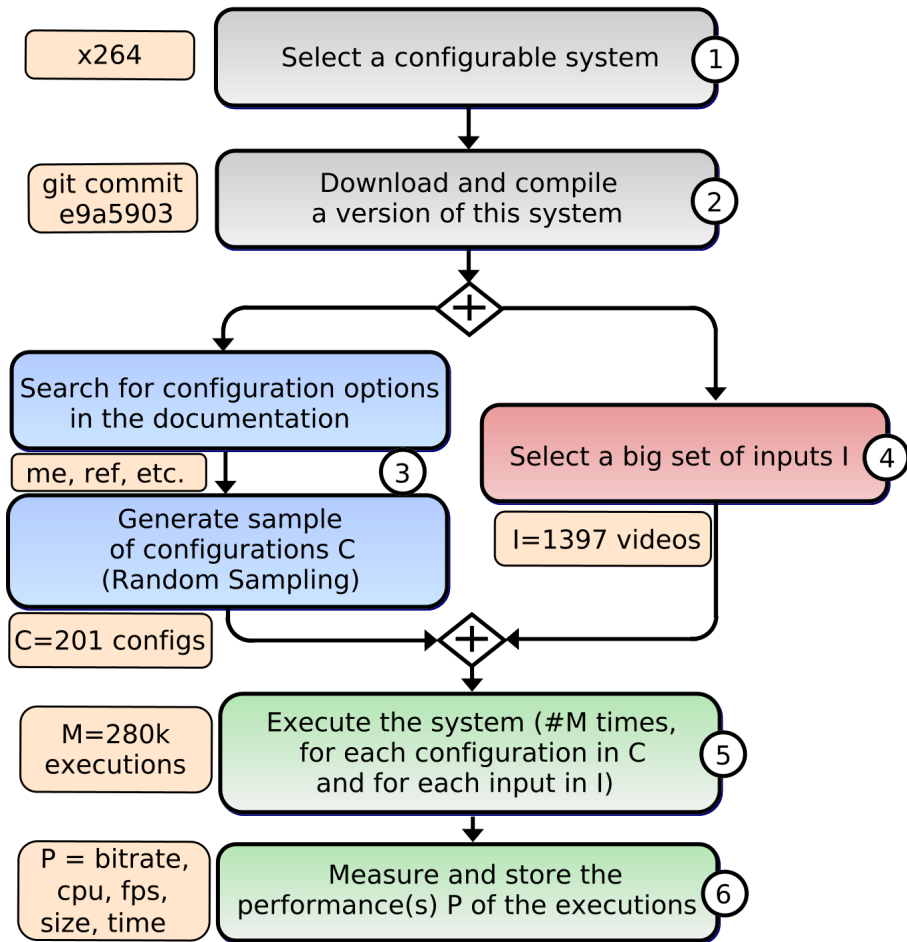 x264
Select a configurable system
1
git commit
e9a5903
Download and compile
a version of this system
2
Search for configuration options
in the documentation
me, ref, etc.
3
Generate sample
of configurations C
(Random Sampling)
C=201 configs
Select a big set of inputs I
4
I=1397 videos
M=280k
executions
Execute the system (#M times,
for each configuration in C
and for each input in I)
5
P = bitrate,
cpu, fps,
size, time
Measure and store the
performance(s) P of the executions
6